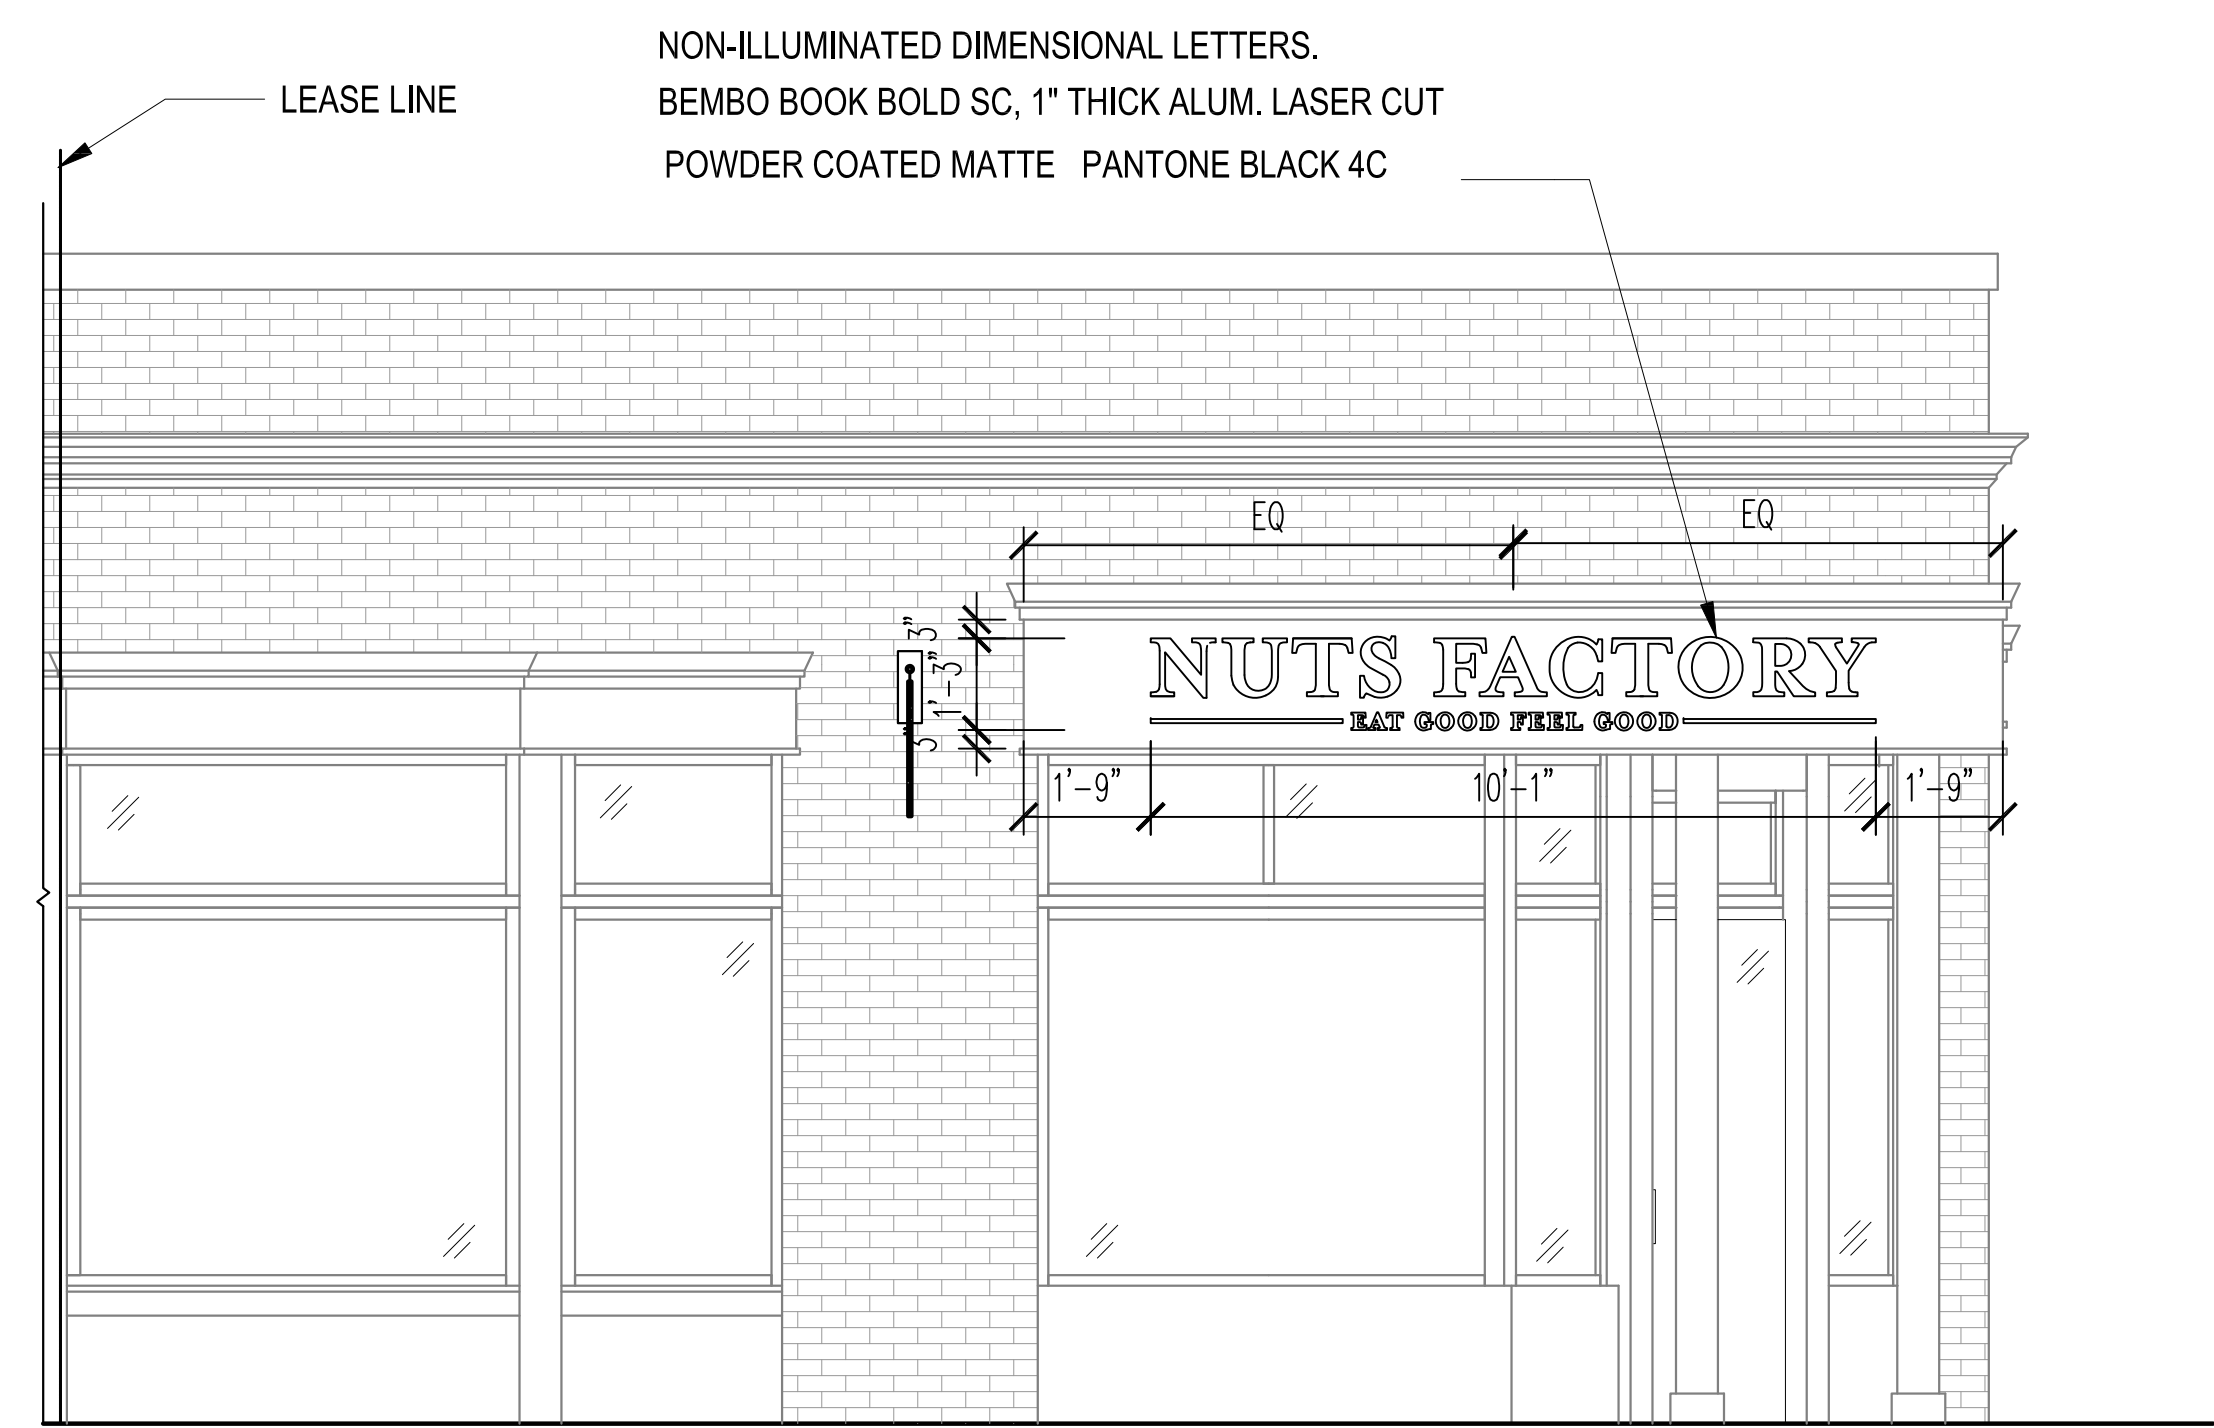 NON-ILLUMINATED DIMENSIONAL LETTERS.
LEASE LINE
BEMBO BOOK BOLD SC, 1" THICK ALUM. LASER CUT
POWDER COATED MATTE PANTONE BLACK 4C
EQ
EQ
3"
1'-3"
3"
NUTS FACTORY
EAT GOOD FEEL GOOD
1'-9"
10'-1"
1'-9"